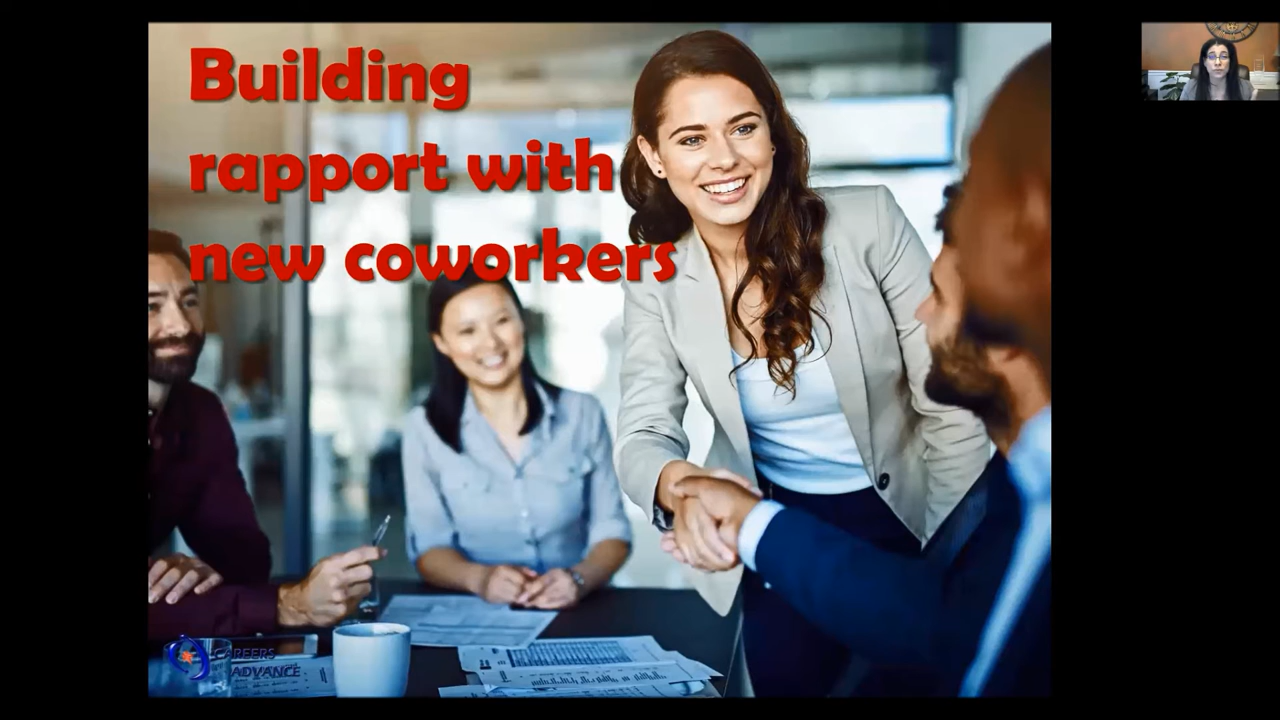 Building
rapport with
new coworkers
CAREERS
ADVANCE